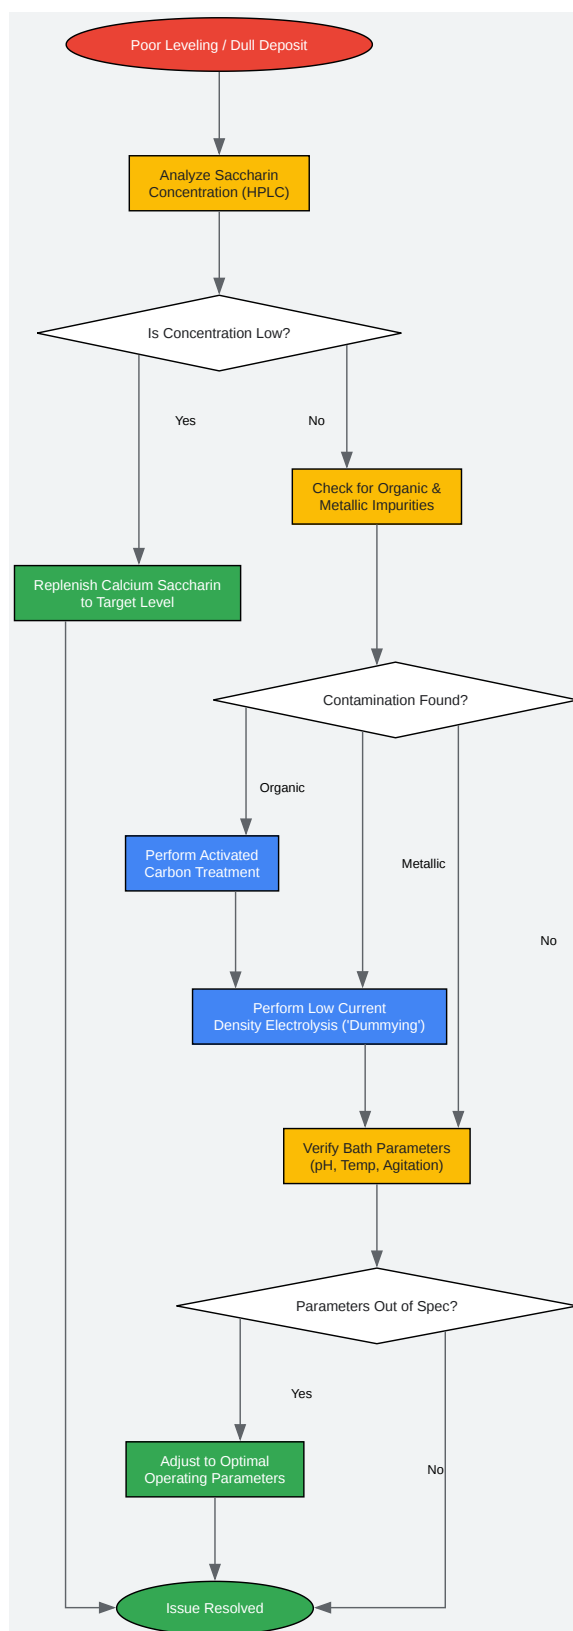 Poor Leveling / Dull Deposit
Analyze Saccharin
Concentration (HPLC)
Is Concentration Low?
Yes
No
Check for Organic &
Metallic Impurities
Replenish Calcium Saccharin
to Target Level
Contamination Found?
Organic
Perform Activated
Carbon Treatment
Metallic
No
Perform Low Current
Density Electrolysis ('Dummying')
Verify Bath Parameters
(pH, Temp, Agitation)
Parameters Out of Spec?
Yes
Adjust to Optimal
Operating Parameters
No
Issue Resolved